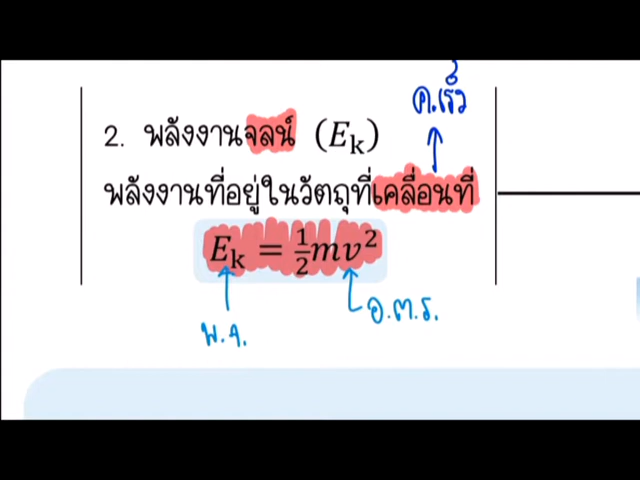 ค.เร็ว
2. พลังงานจลน์ (Eₖ)
พลังงานที่อยู่ในวัตถุที่เคลื่อนที่
Eₖ = ½mv²
อ.ต.ร.
พ.จ.